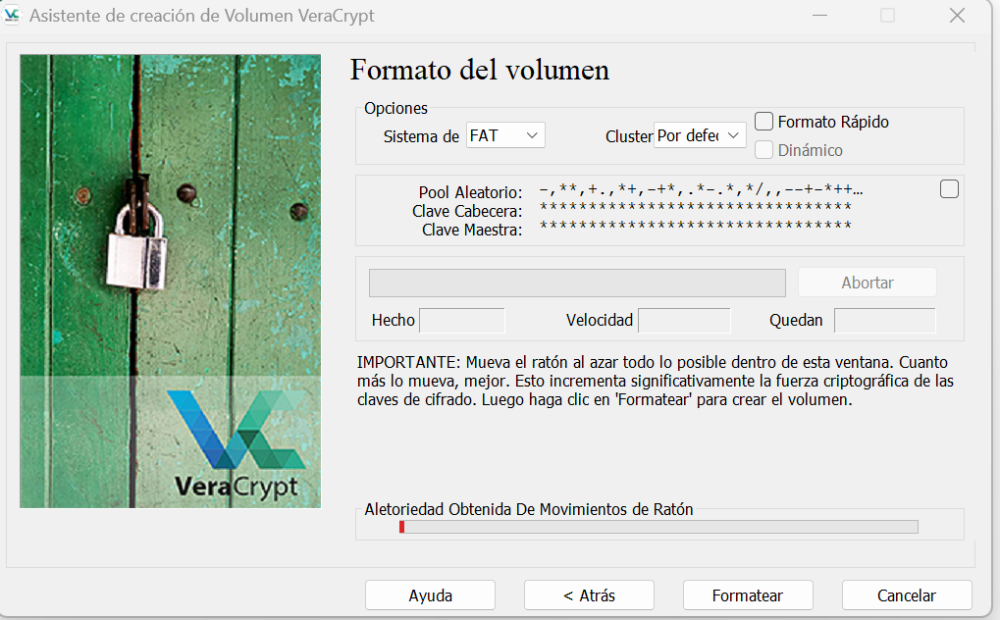 Asistente de creación de Volumen VeraCrypt
Formato del volumen
Opciones
Sistema de FAT Cluster Por defec Formato Rápido
Dinámico
Pool Aleatorio: -,**,+.,*+,-+*,.*-.*,*/,,--+-*++...
Clave Cabecera: ********************************
Clave Maestra: ********************************
Abortar
Hecho Velocidad Quedan
IMPORTANTE: Mueva el ratón al azar todo lo posible dentro de esta ventana. Cuanto
más lo mueva, mejor. Esto incrementa significativamente la fuerza criptográfica de las
claves de cifrado. Luego haga clic en 'Formatear' para crear el volumen.
VeraCrypt
Aletoriedad Obtenida De Movimientos de Ratón
Ayuda < Atrás Formatear Cancelar